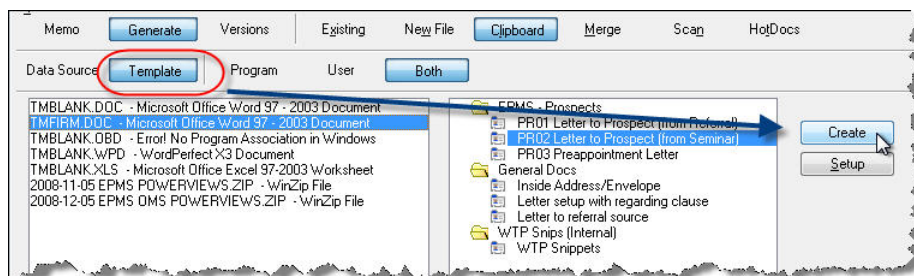 Memo Generate Versions Existing New File Clipboard Merge Scan HotDocs
Data Source Template Program User Both
TMBLANK.DOC - Microsoft Office Word 97 - 2003 Document
TMFIRM.DOC - Microsoft Office Word 97 - 2003 Document
TMBLANK.OBD - Error! No Program Association in Windows
TMBLANK.WPD - WordPerfect X3 Document
TMBLANK.XLS - Microsoft Office Excel 97-2003 Worksheet
2008-11-05 EPMS POWERVIEWS.ZIP - WinZip File
2008-12-05 EPMS OMS POWERVIEWS.ZIP - WinZip File
EPMS - Prospects
PR01 Letter to Prospect (from Referral)
PR02 Letter to Prospect (from Seminar)
PR03 Preappointment Letter
General Docs
Inside Address/Envelope
Letter setup with regarding clause
Letter to referral source
WTP Snips (Internal)
WTP Snippets
Create
Setup